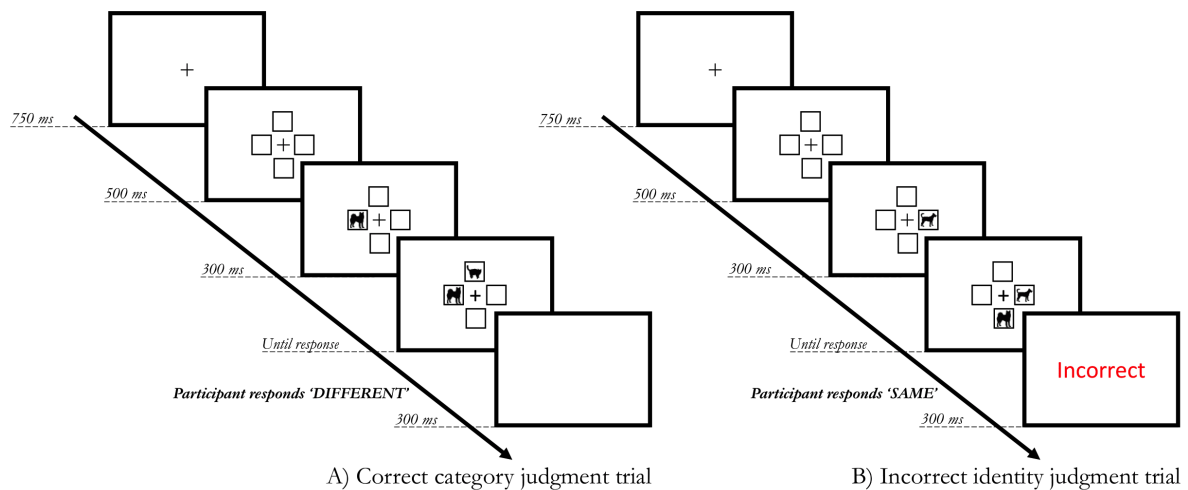 750 ms
500 ms
300 ms
Until response
Participant responds ‘DIFFERENT’
300 ms
A) Correct category judgment trial
750 ms
500 ms
300 ms
Until response
Participant responds ‘SAME’
300 ms
Incorrect
B) Incorrect identity judgment trial